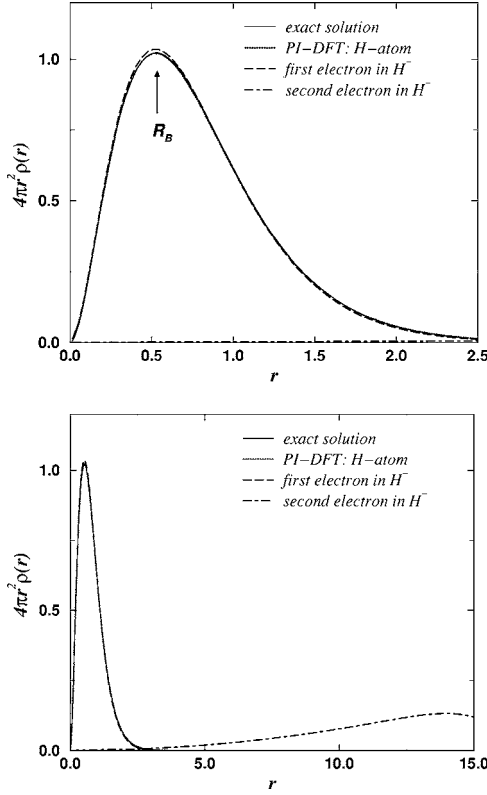 exact solution
PI–DFT: H–atom
first electron in H⁻
second electron in H⁻
R_B
4πr²ρ(r)
1.0
0.5
0.0
0.0 0.5 1.0 1.5 2.0 2.5
r
exact solution
PI–DFT: H–atom
first electron in H⁻
second electron in H⁻
4πr²ρ(r)
1.0
0.5
0.0
0.0 5.0 10.0 15.0
r